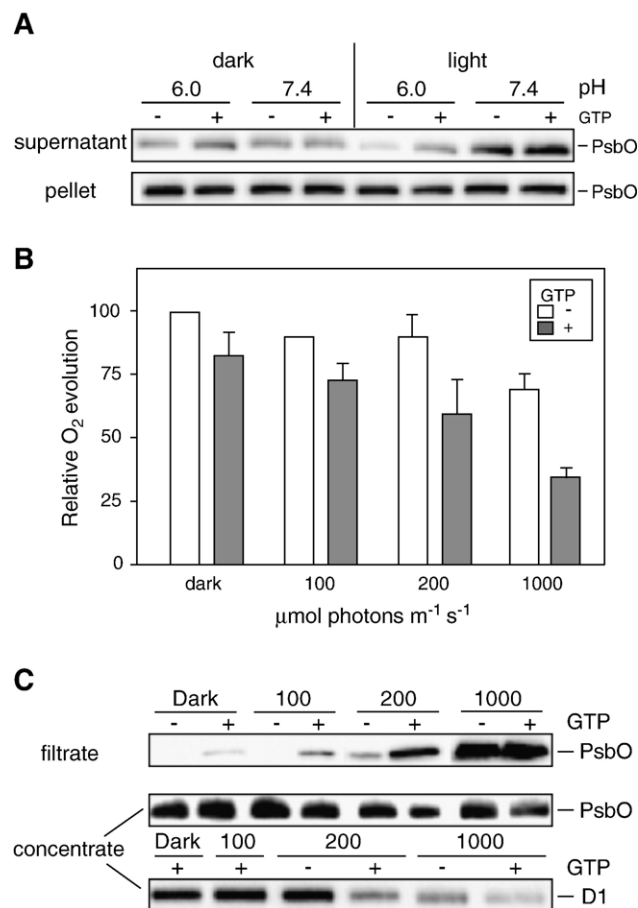 A
dark light
6.0 7.4 6.0 7.4 pH
- + - + - + - + GTP
supernatant PsbO
pellet PsbO
B
GTP
-
+
100
75
50
25
0
Relative O₂ evolution
dark 100 200 1000
μmol photons m⁻¹ s⁻¹
C
Dark 100 200 1000
- + - + - + - + GTP
filtrate PsbO
PsbO
concentrate
Dark 100 200 1000
+ + - + - + GTP
D1